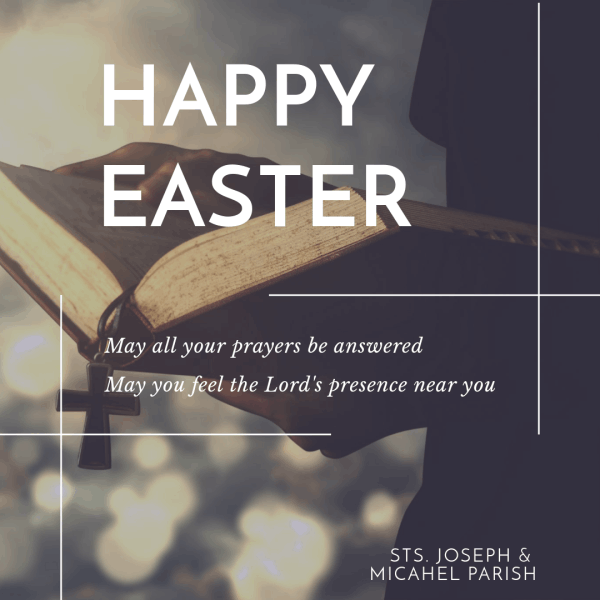 HAPPY
EASTER
May all your prayers be answered
May you feel the Lord's presence near you
STS. JOSEPH &
MICAHEL PARISH